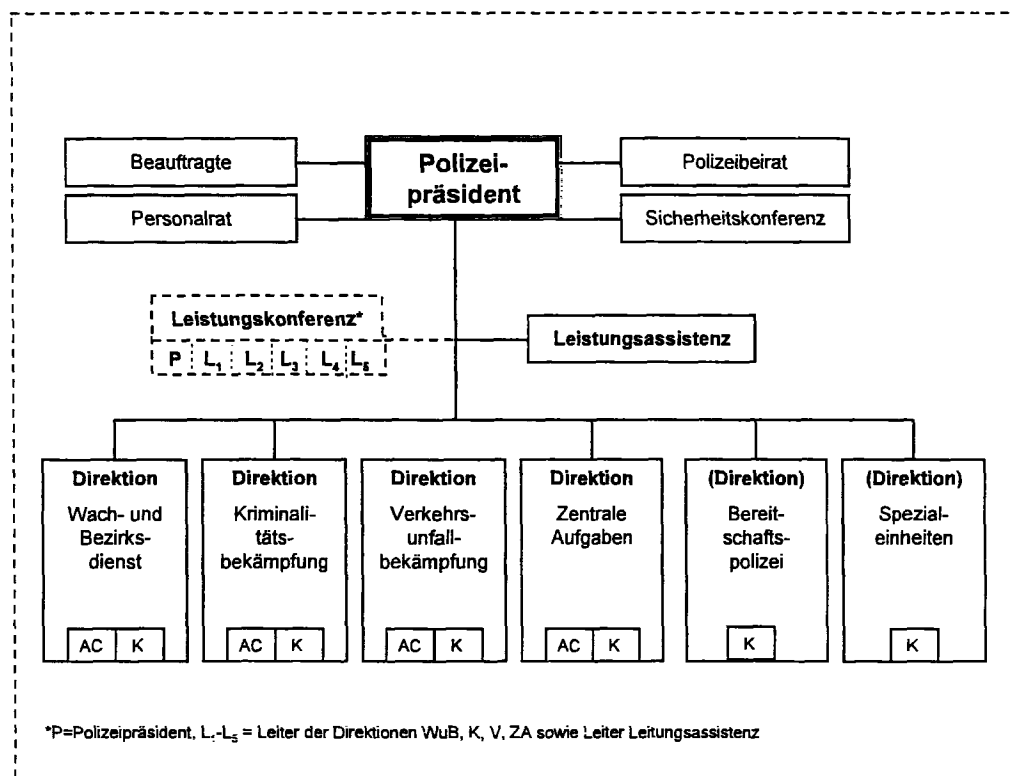 Beauftragte
Polizei-
präsident
Polizeibeirat
Personalrat
Sicherheitskonferenz
Leistungskonferenz*
P L₁ L₂ L₃ L₄ L₅
Leistungsassistenz
Direktion
Wach- und
Bezirks-
dienst
AC K
Direktion
Kriminali-
täts-
bekämpfung
AC K
Direktion
Verkehrs-
unfall-
bekämpfung
AC K
Direktion
Zentrale
Aufgaben
AC K
(Direktion)
Bereit-
schafts-
polizei
K
(Direktion)
Spezial-
einheiten
K
*P=Polizeipräsident, L₁-L₅ = Leiter der Direktionen WuB, K, V, ZA sowie Leiter Leitungsassistenz